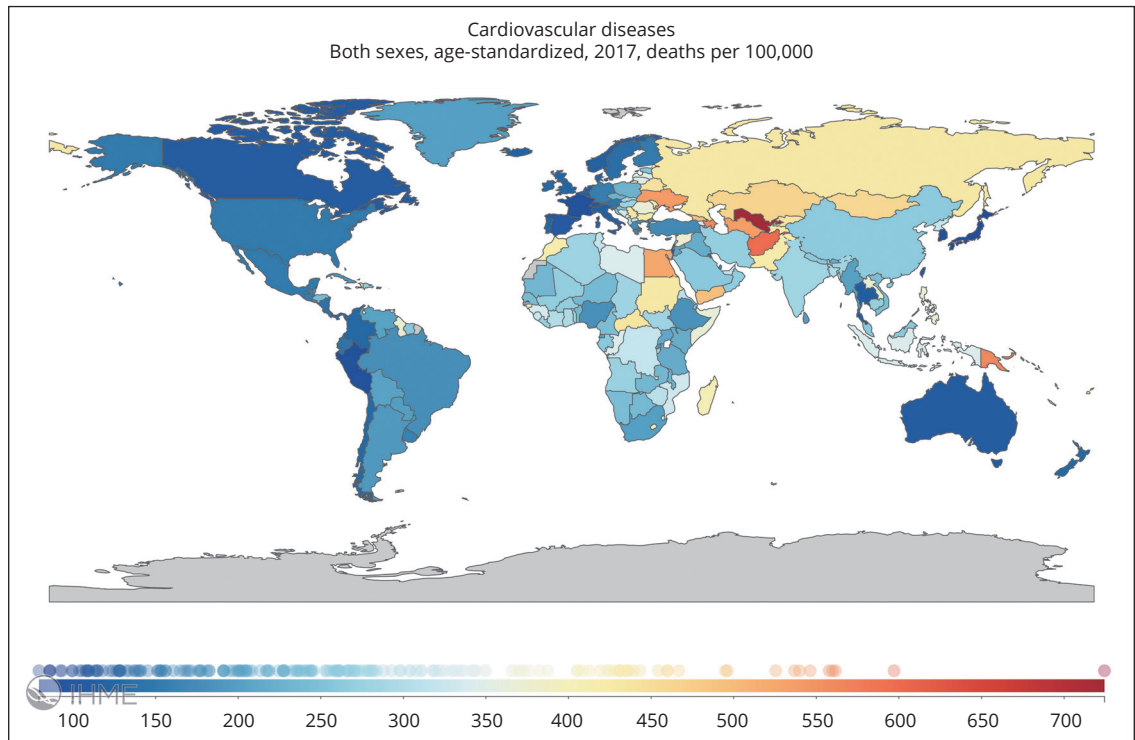 Cardiovascular diseases
Both sexes, age-standardized, 2017, deaths per 100,000
IHME
100 150 200 250 300 350 400 450 500 550 600 650 700